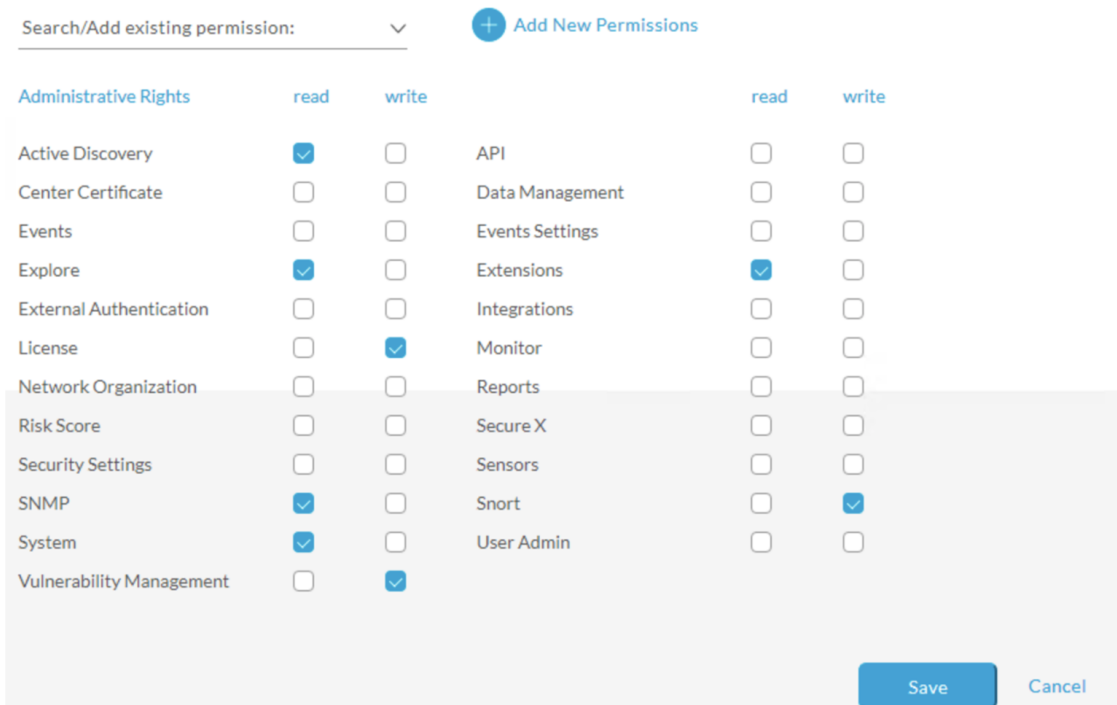 Search/Add existing permission:
Add New Permissions
Administrative Rights read write read write
Active Discovery API
Center Certificate Data Management
Events Events Settings
Explore Extensions
External Authentication Integrations
License Monitor
Network Organization Reports
Risk Score Secure X
Security Settings Sensors
SNMP Snort
System User Admin
Vulnerability Management
Save Cancel